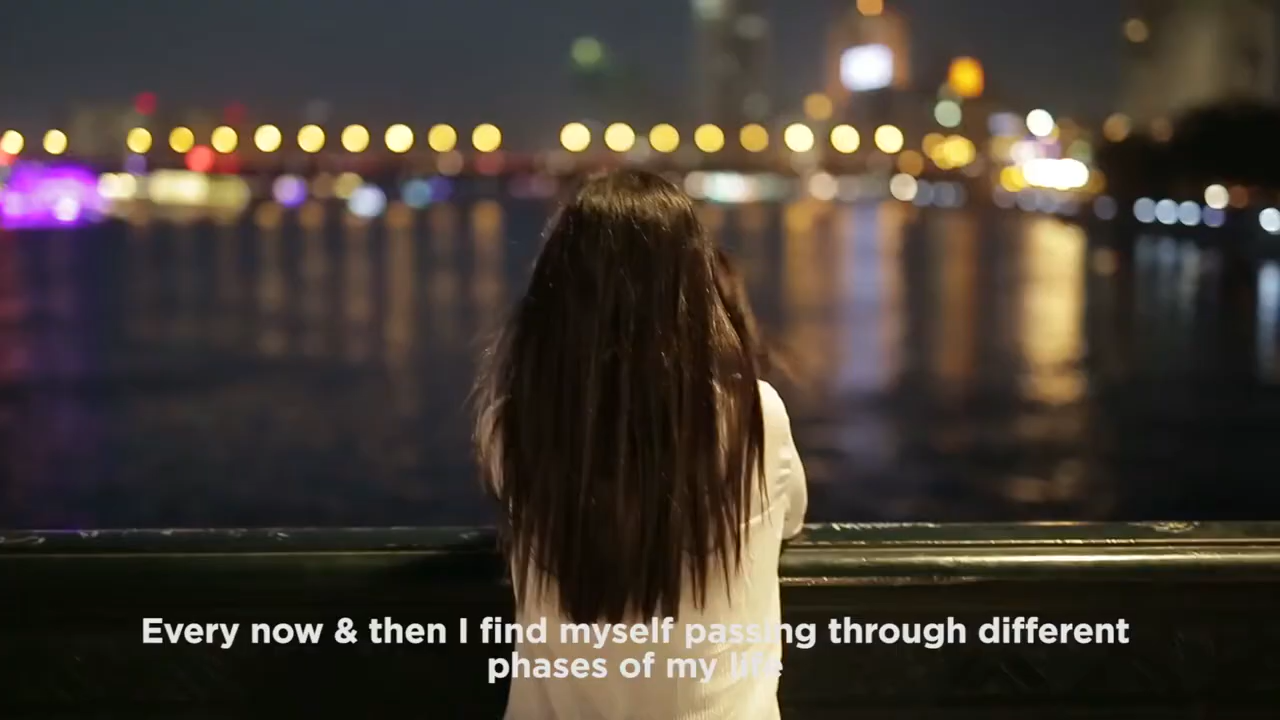 Every now & then I find myself passing through different
phases of my life